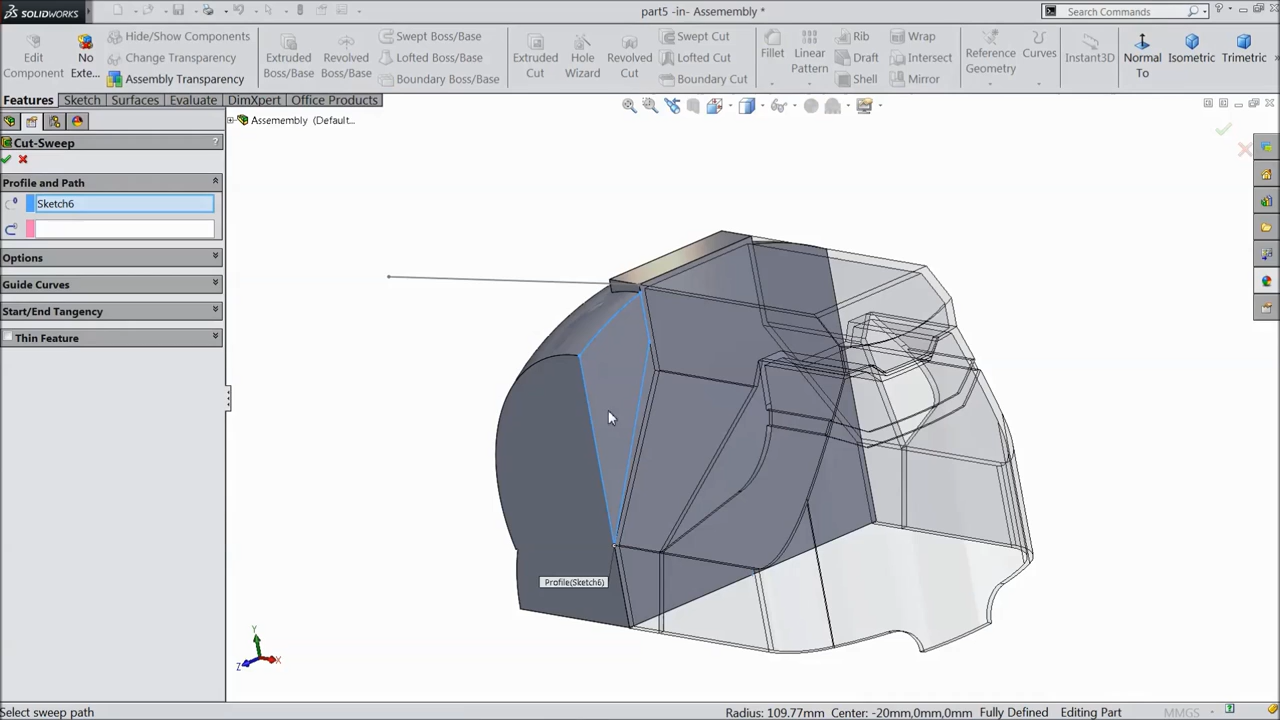 SOLIDWORKS
part5 -in- Assemembly *
Search Commands
Edit Component
No Exte...
Hide/Show Components
Change Transparency
Assembly Transparency
Extruded Boss/Base
Revolved Boss/Base
Swept Boss/Base
Lofted Boss/Base
Boundary Boss/Base
Extruded Cut
Hole Wizard
Revolved Cut
Swept Cut
Lofted Cut
Boundary Cut
Fillet
Linear Pattern
Rib
Draft
Shell
Wrap
Intersect
Mirror
Reference Geometry
Curves
Instant3D
Normal To
Isometric
Trimetric
Features
Sketch
Surfaces
Evaluate
DimXpert
Office Products
Assemembly (Default...
Cut-Sweep
?
Profile and Path
Sketch6
Options
Guide Curves
Start/End Tangency
Thin Feature
Profile(Sketch6)
Y
Z
X
Select sweep path
Radius: 109.77mm Center: -20mm,0mm,0mm
Fully Defined
Editing Part
MMGS